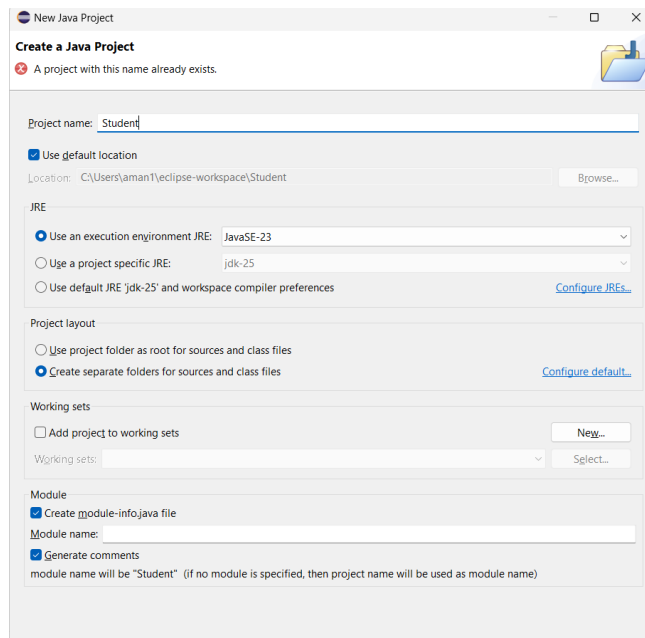 New Java Project
Create a Java Project
A project with this name already exists.
Project name: Student
Use default location
Location: C:\Users\aman1\eclipse-workspace\Student Browse...
JRE
Use an execution environment JRE: JavaSE-23
Use a project specific JRE: jdk-25
Use default JRE 'jdk-25' and workspace compiler preferences Configure JREs...
Project layout
Use project folder as root for sources and class files
Create separate folders for sources and class files Configure default...
Working sets
Add project to working sets New...
Working sets: Select...
Module
Create module-info.java file
Module name:
Generate comments
module name will be "Student" (if no module is specified, then project name will be used as module name)